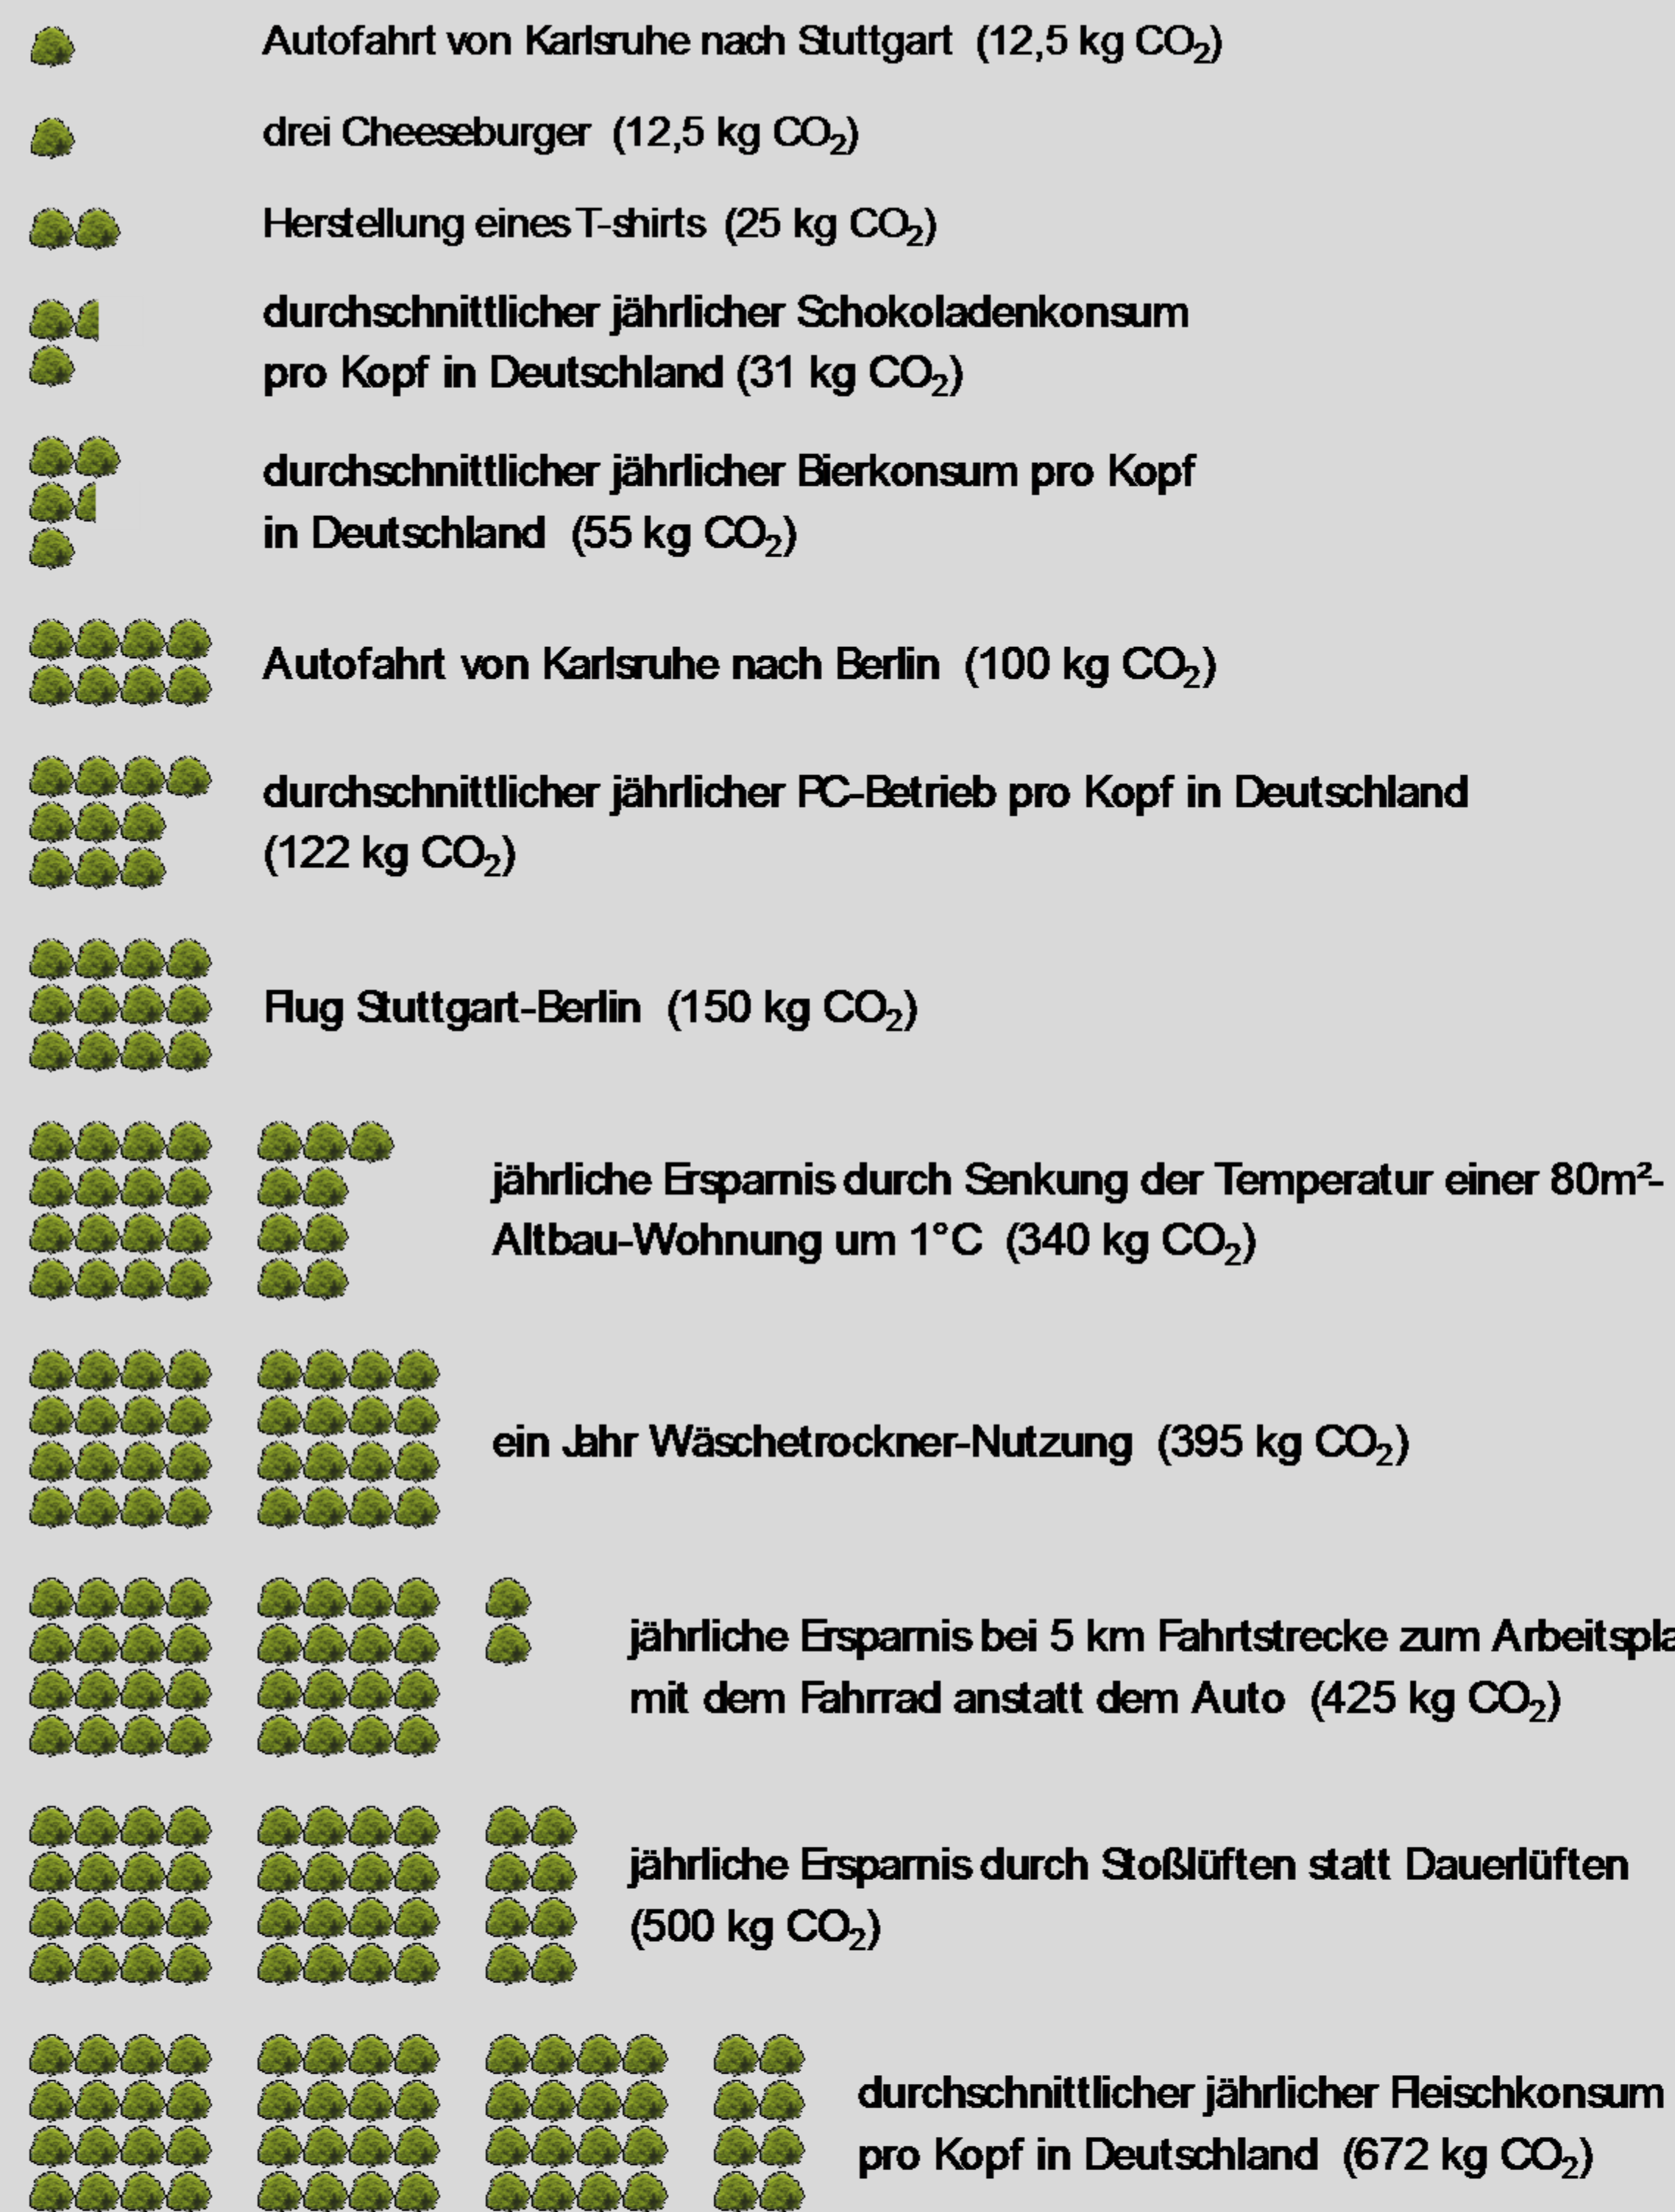 Autofahrt von Karlsruhe nach Stuttgart (12,5 kg CO₂)
drei Cheeseburger (12,5 kg CO₂)
Herstellung eines T-shirts (25 kg CO₂)
durchschnittlicher jährlicher Schokoladenkonsum
pro Kopf in Deutschland (31 kg CO₂)
durchschnittlicher jährlicher Bierkonsum pro Kopf
in Deutschland (55 kg CO₂)
Autofahrt von Karlsruhe nach Berlin (100 kg CO₂)
durchschnittlicher jährlicher PC-Betrieb pro Kopf in Deutschland
(122 kg CO₂)
Flug Stuttgart-Berlin (150 kg CO₂)
jährliche Ersparnis durch Senkung der Temperatur einer 80m²-
Altbau-Wohnung um 1°C (340 kg CO₂)
ein Jahr Wäschetrockner-Nutzung (395 kg CO₂)
jährliche Ersparnis bei 5 km Fahrtstrecke zum Arbeitspla
mit dem Fahrrad anstatt dem Auto (425 kg CO₂)
jährliche Ersparnis durch Stoßlüften statt Dauerlüften
(500 kg CO₂)
durchschnittlicher jährlicher Fleischkonsum
pro Kopf in Deutschland (672 kg CO₂)